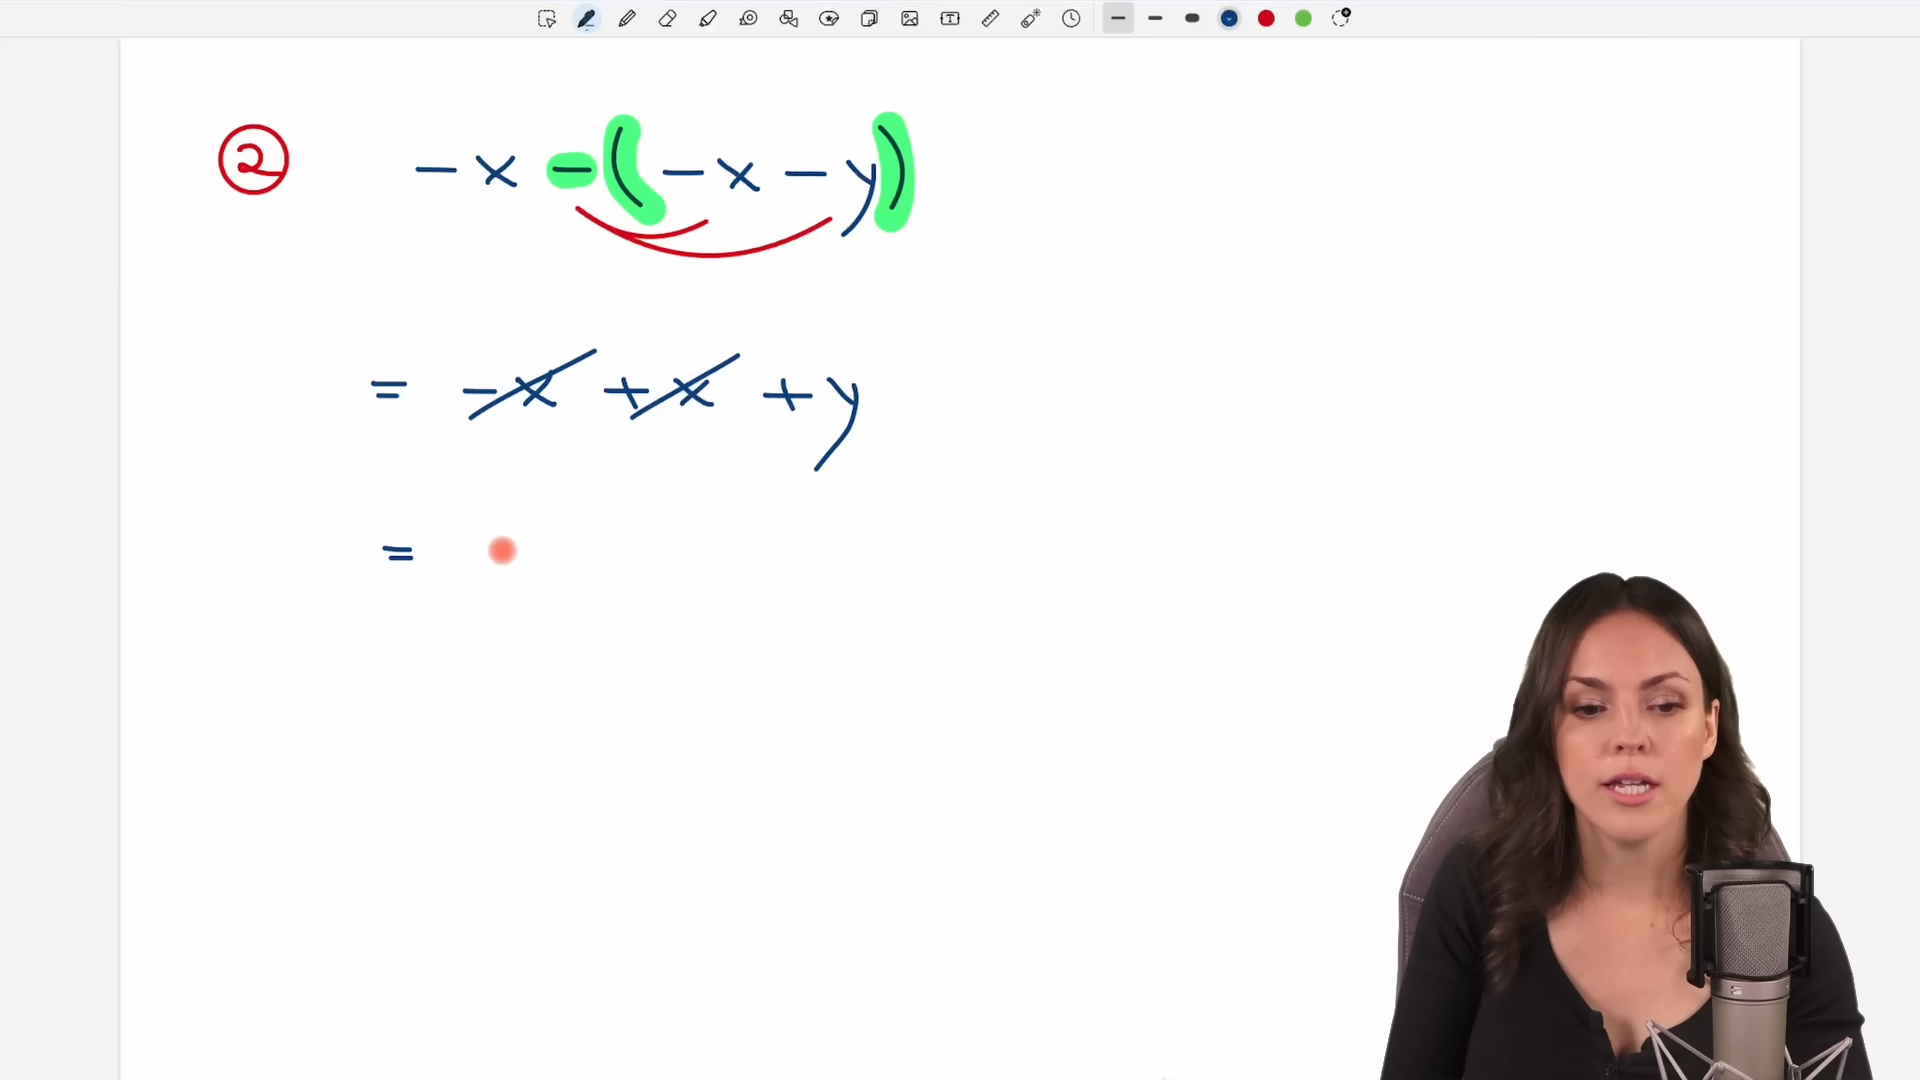 ② - x - ( - x - y )
= - x + x + y
=